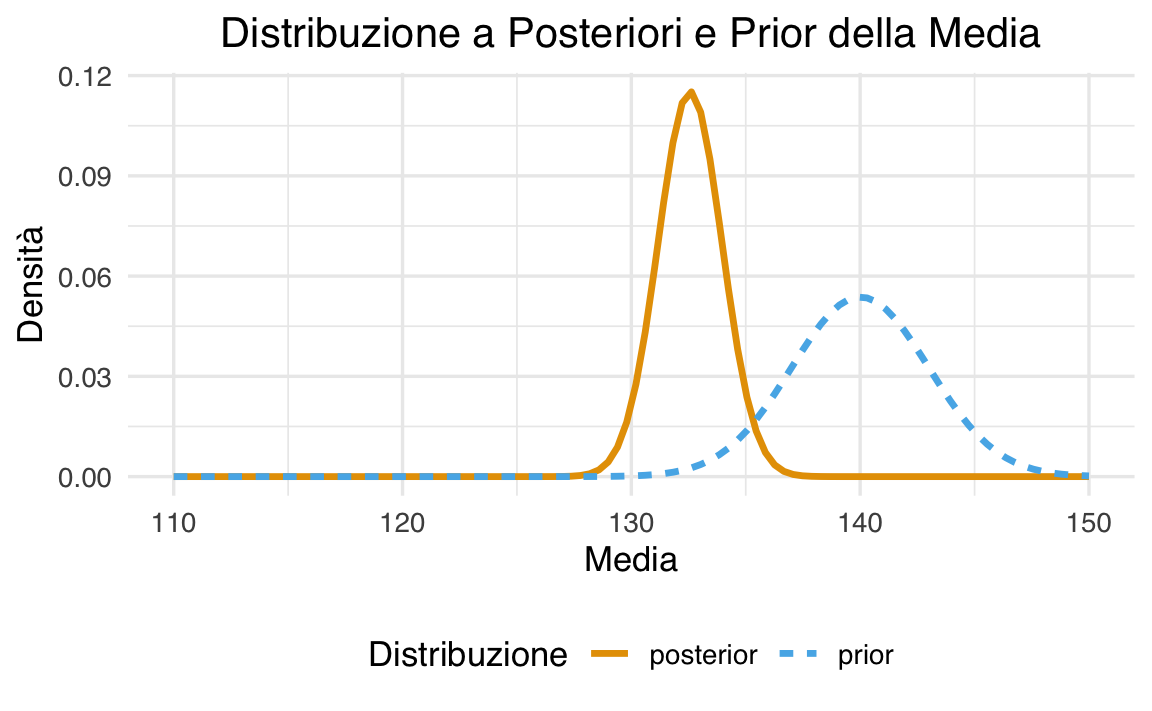 Distribuzione a Posteriori e Prior della Media
0.12
0.09
0.06
0.03
0.00
Densità
110 120 130 140 150
Media
Distribuzione posterior prior